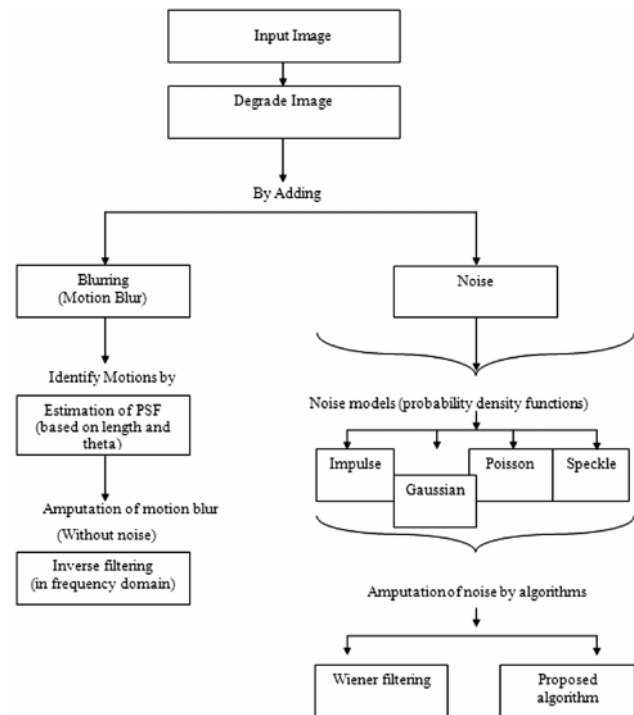 Input Image
Degrade Image
By Adding
Blurring
(Motion Blur)
Identify Motions by
Estimation of PSF
(based on length and
theta)
Amputation of motion blur
(Without noise)
Inverse filtering
(in frequency domain)
Noise
Noise models (probability density functions)
Impulse
Gaussian
Poisson
Speckle
Amputation of noise by algorithms
Wiener filtering
Proposed
algorithm